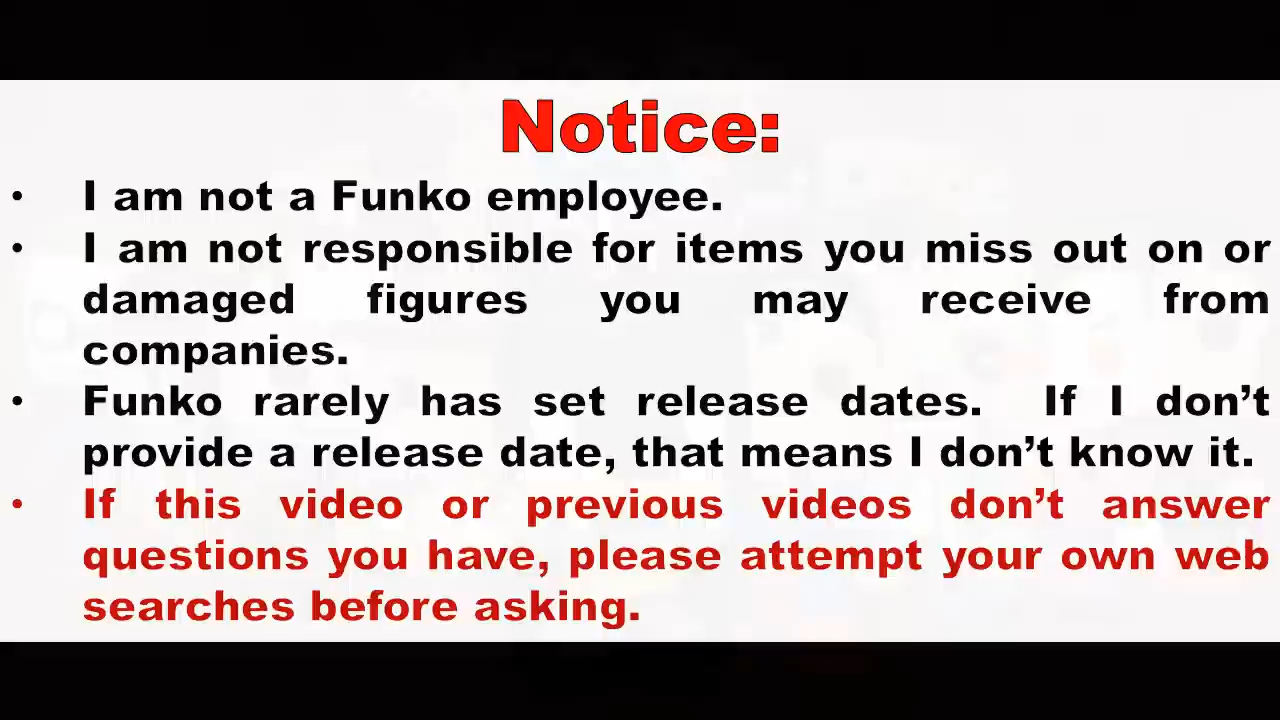 Notice:
• I am not a Funko employee.
• I am not responsible for items you miss out on or
damaged figures you may receive from
companies.
• Funko rarely has set release dates.  If I don’t
provide a release date, that means I don’t know it.
• If this video or previous videos don’t answer
questions you have, please attempt your own web
searches before asking.